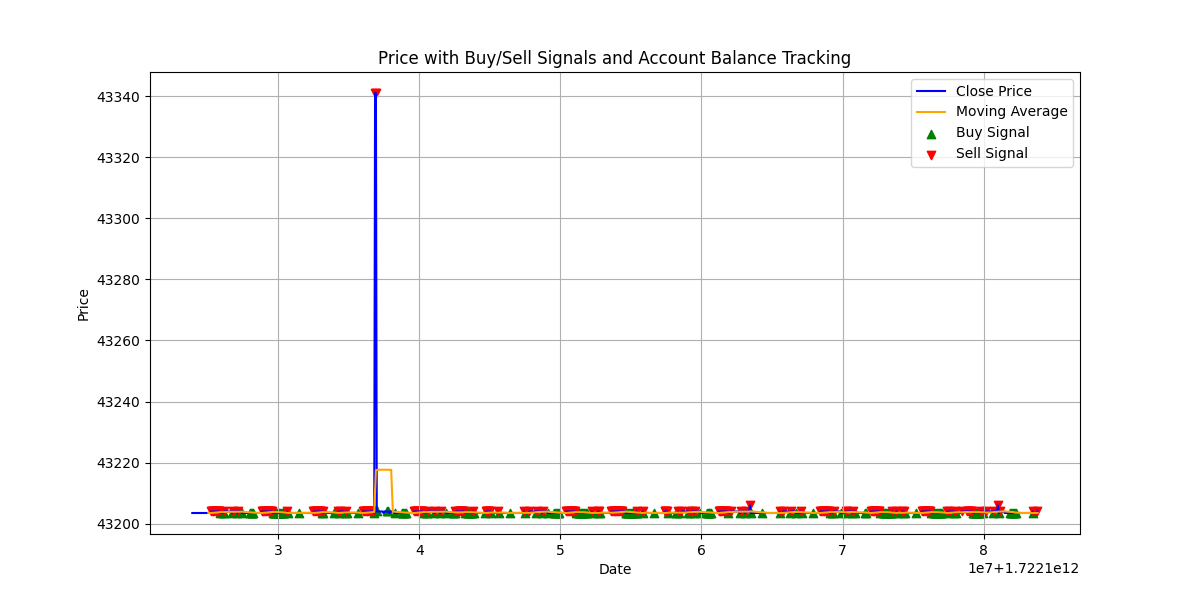 Price with Buy/Sell Signals and Account Balance Tracking
Close Price
Moving Average
Buy Signal
Sell Signal
43340
43320
43300
43280
43260
43240
43220
43200
Price
3 4 5 6 7 8
Date
1e7+1.7221e12